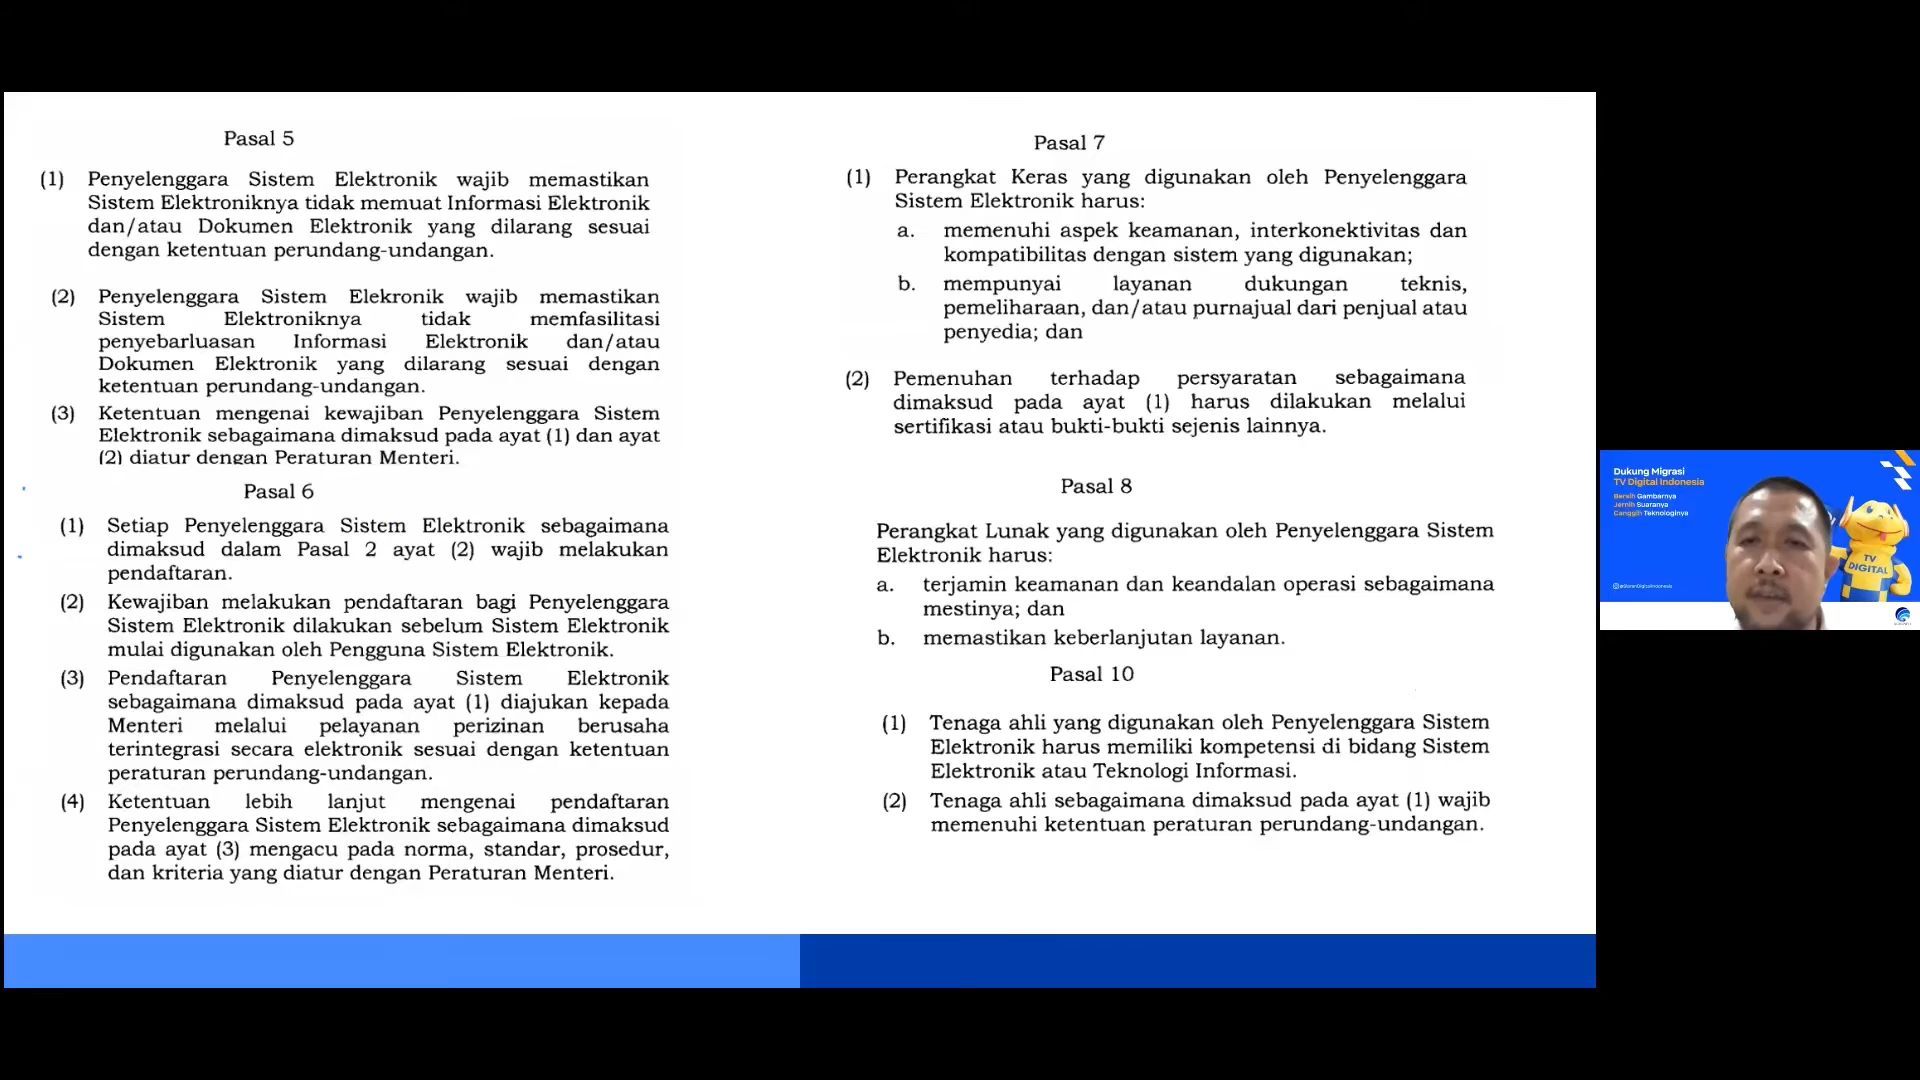 Pasal 5
(1) Penyelenggara Sistem Elektronik wajib memastikan
Sistem Elektroniknya tidak memuat Informasi Elektronik
dan/atau Dokumen Elektronik yang dilarang sesuai
dengan ketentuan perundang-undangan.
(2) Penyelenggara Sistem Elekronik wajib memastikan
Sistem Elektroniknya tidak memfasilitasi
penyebarluasan Informasi Elektronik dan/atau
Dokumen Elektronik yang dilarang sesuai dengan
ketentuan perundang-undangan.
(3) Ketentuan mengenai kewajiban Penyelenggara Sistem
Elektronik sebagaimana dimaksud pada ayat (1) dan ayat
(2) diatur dengan Peraturan Menteri.
Pasal 6
(1) Setiap Penyelenggara Sistem Elektronik sebagaimana
dimaksud dalam Pasal 2 ayat (2) wajib melakukan
pendaftaran.
(2) Kewajiban melakukan pendaftaran bagi Penyelenggara
Sistem Elektronik dilakukan sebelum Sistem Elektronik
mulai digunakan oleh Pengguna Sistem Elektronik.
(3) Pendaftaran Penyelenggara Sistem Elektronik
sebagaimana dimaksud pada ayat (1) diajukan kepada
Menteri melalui pelayanan perizinan berusaha
terintegrasi secara elektronik sesuai dengan ketentuan
peraturan perundang-undangan.
(4) Ketentuan lebih lanjut mengenai pendaftaran
Penyelenggara Sistem Elektronik sebagaimana dimaksud
pada ayat (3) mengacu pada norma, standar, prosedur,
dan kriteria yang diatur dengan Peraturan Menteri.
Pasal 7
(1) Perangkat Keras yang digunakan oleh Penyelenggara
Sistem Elektronik harus:
a. memenuhi aspek keamanan, interkonektivitas dan
kompatibilitas dengan sistem yang digunakan;
b. mempunyai layanan dukungan teknis,
pemeliharaan, dan/atau purnajual dari penjual atau
penyedia; dan
(2) Pemenuhan terhadap persyaratan sebagaimana
dimaksud pada ayat (1) harus dilakukan melalui
sertifikasi atau bukti-bukti sejenis lainnya.
Pasal 8
Perangkat Lunak yang digunakan oleh Penyelenggara Sistem
Elektronik harus:
a. terjamin keamanan dan keandalan operasi sebagaimana
mestinya; dan
b. memastikan keberlanjutan layanan.
Pasal 10
(1) Tenaga ahli yang digunakan oleh Penyelenggara Sistem
Elektronik harus memiliki kompetensi di bidang Sistem
Elektronik atau Teknologi Informasi.
(2) Tenaga ahli sebagaimana dimaksud pada ayat (1) wajib
memenuhi ketentuan peraturan perundang-undangan.
Dukung Migrasi
TV Digital Indonesia
Bersih Gambarnya
Jernih Suaranya
Canggih Teknologinya
TV
DIGITAL